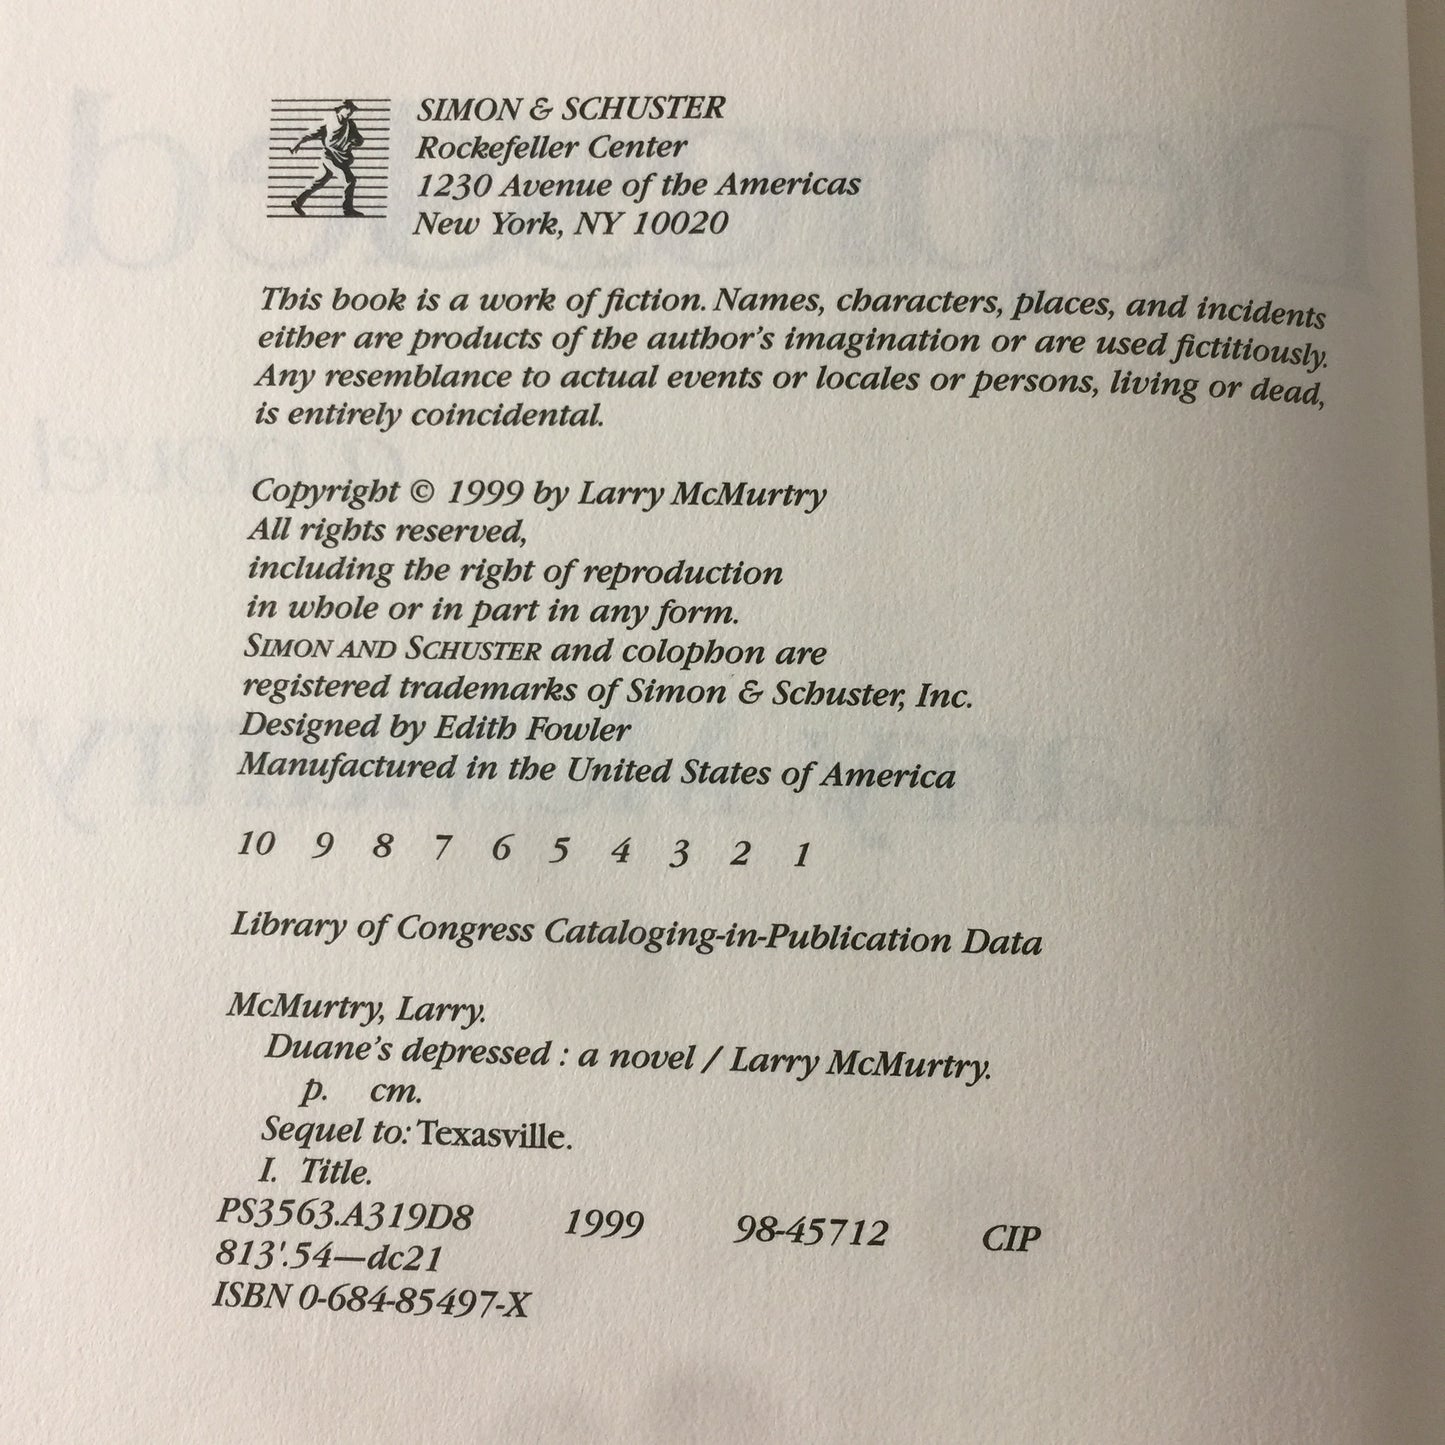 SIMON & SCHUSTER
Rockefeller Center
1230 Avenue of the Americas
New York, NY 10020
This book is a work of fiction. Names, characters, places, and incidents
either are products of the author's imagination or are used fictitiously.
Any resemblance to actual events or locales or persons, living or dead,
is entirely coincidental.
Copyright © 1999 by Larry McMurtry
All rights reserved,
including the right of reproduction
in whole or in part in any form.
SIMON AND SCHUSTER and colophon are
registered trademarks of Simon & Schuster, Inc.
Designed by Edith Fowler
Manufactured in the United States of America
10 9 8 7 6 5 4 3 2 1
Library of Congress Cataloging-in-Publication Data
McMurtry, Larry.
Duane's depressed : a novel / Larry McMurtry.
p. cm.
Sequel to: Texasville.
I. Title.
PS3563.A319D8 1999 98-45712 CIP
813'.54—dc21
ISBN 0-684-85497-X